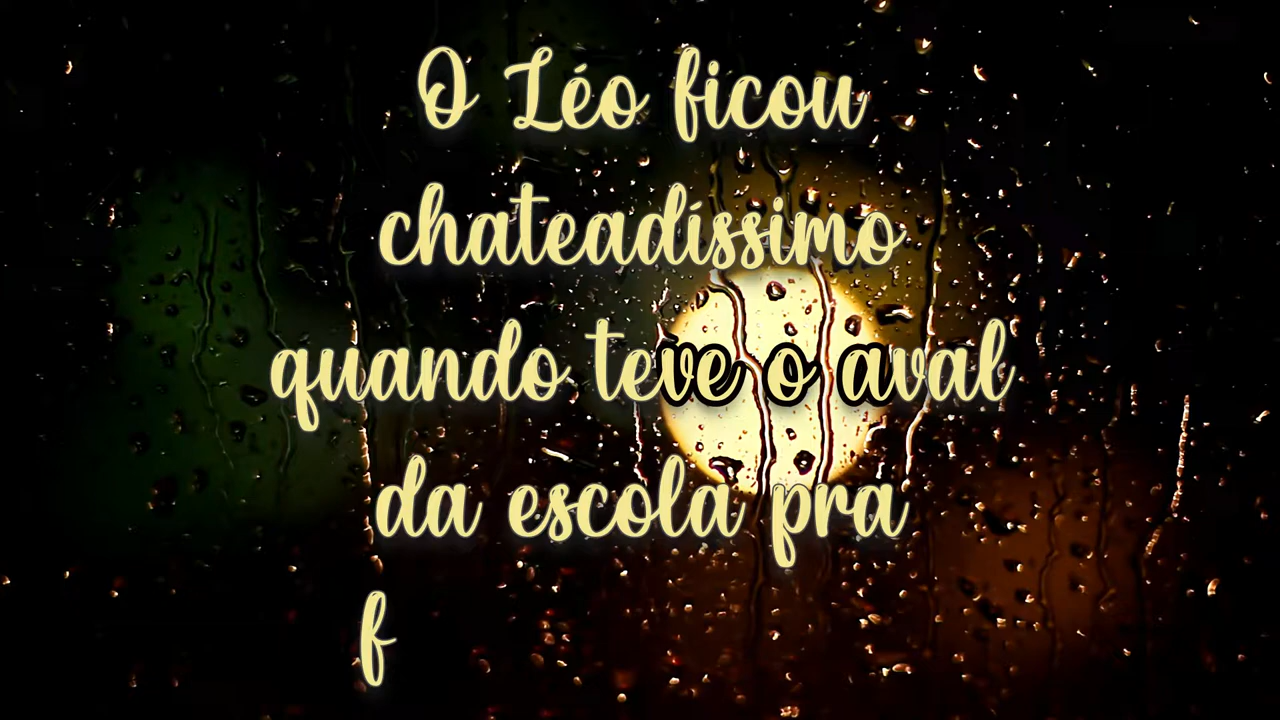 O Léo ficou
chateadíssimo
quando teve o aval
da escola pra
f